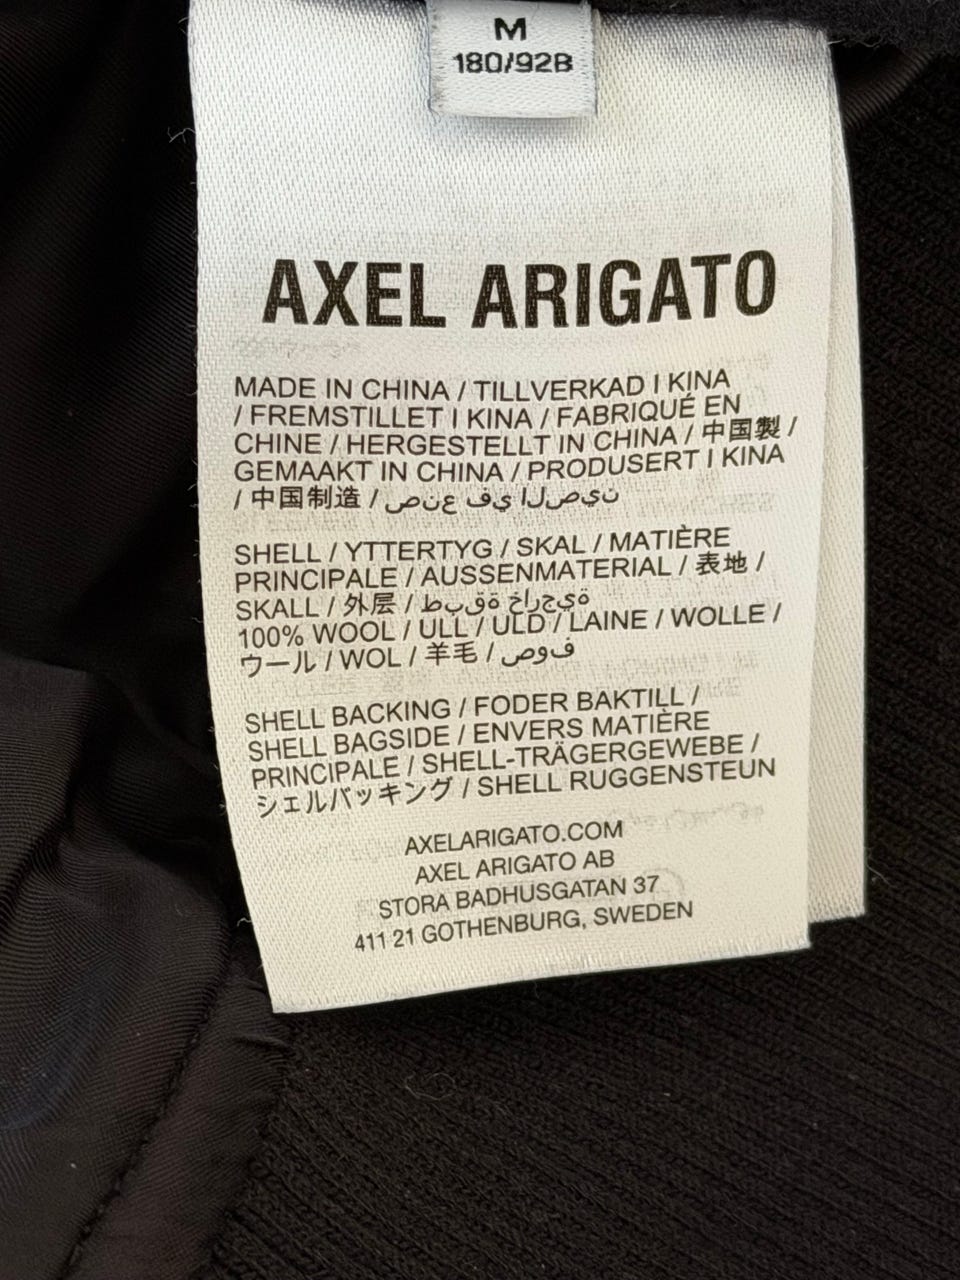 M
180/92B
AXEL ARIGATO
MADE IN CHINA / TILLVERKAD I KINA
/ FREMSTILLET I KINA / FABRIQUÉ EN
CHINE / HERGESTELLT IN CHINA / 中国製 /
GEMAAKT IN CHINA / PRODUSERT I KINA
/ 中国制造 / صنع في الصين
SHELL / YTTERTYG / SKAL / MATIÈRE
PRINCIPALE / AUSSENMATERIAL / 表地 /
SKALL / 外层 / طبقة خارجية
100% WOOL / ULL / ULD / LAINE / WOLLE /
ウール / WOL / 羊毛 / صوف
SHELL BACKING / FODER BAKTILL /
SHELL BAGSIDE / ENVERS MATIÈRE
PRINCIPALE / SHELL-TRÄGERGEWEBE /
シェルバッキング / SHELL RUGGENSTEUN
AXELARIGATO.COM
AXEL ARIGATO AB
STORA BADHUSGATAN 37
411 21 GOTHENBURG, SWEDEN